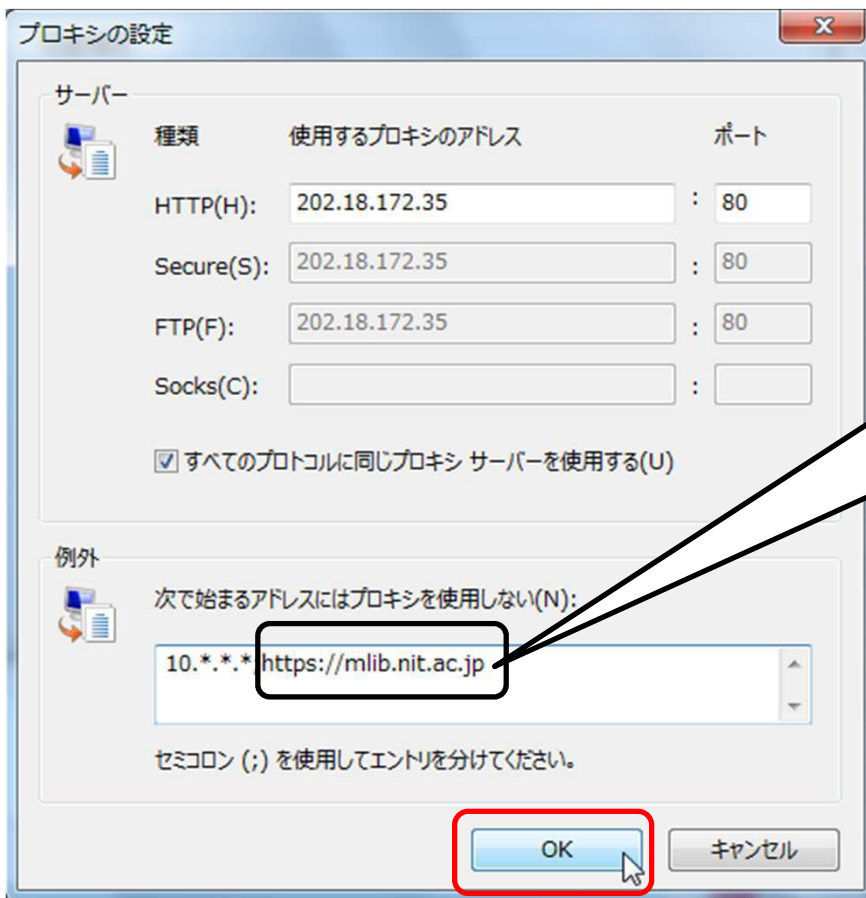 プロキシの設定
サーバー
種類 使用するプロキシのアドレス ポート
HTTP(H): 202.18.172.35 : 80
Secure(S): 202.18.172.35 : 80
FTP(F): 202.18.172.35 : 80
Socks(C): :
すべてのプロトコルに同じプロキシ サーバーを使用する(U)
例外
次で始まるアドレスにはプロキシを使用しない(N):
10.*.*.* https://mlib.nit.ac.jp
セミコロン (;) を使用してエントリを分けてください。
OK キャンセル